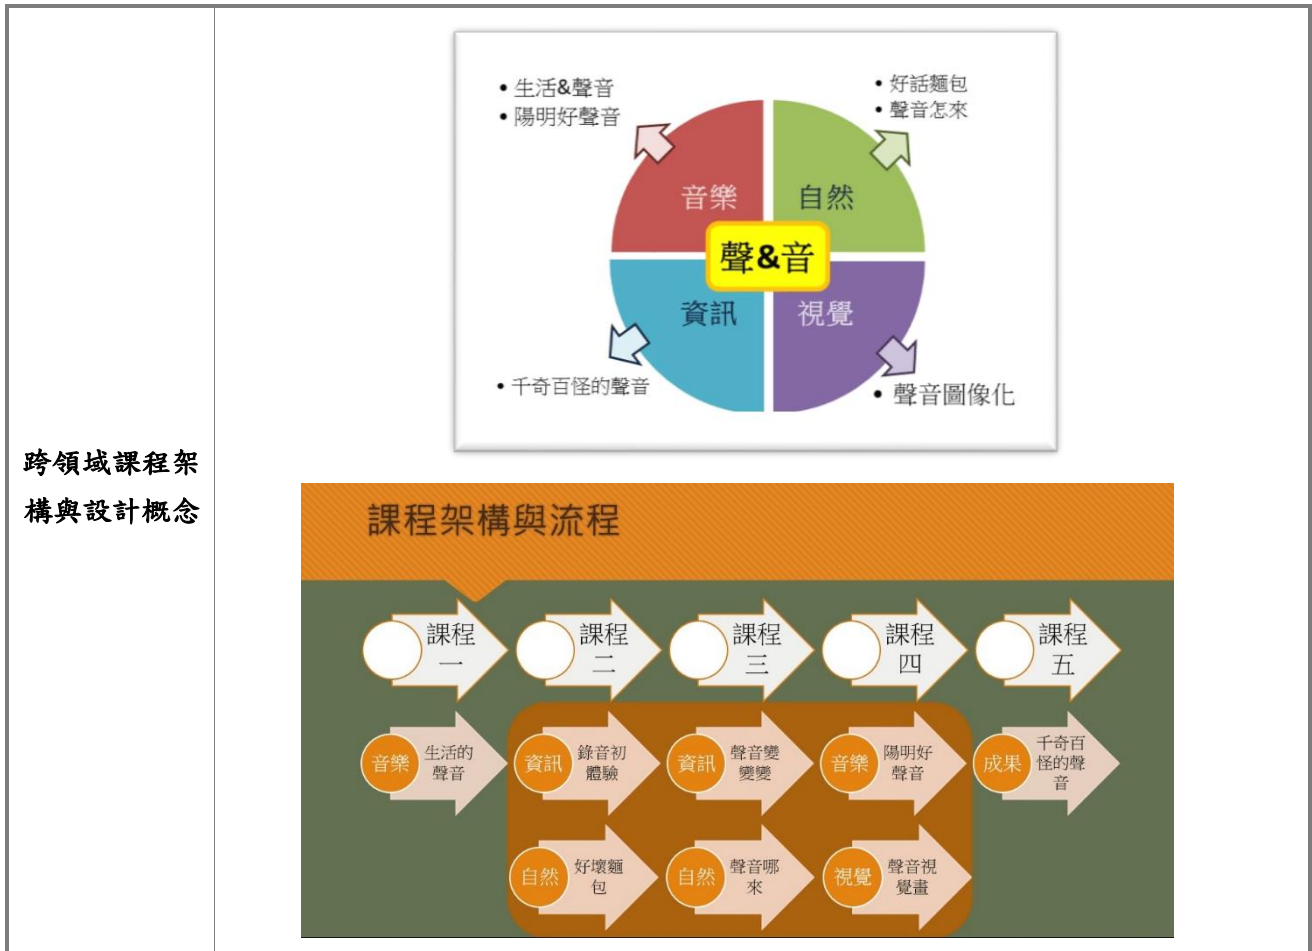 跨領域課程架
構與設計概念
• 生活&聲音
• 陽明好聲音
• 好話麵包
• 聲音怎來
音樂
自然
聲&音
資訊
視覺
• 千奇百怪的聲音
• 聲音圖像化
課程架構與流程
課程
一
課程
二
課程
三
課程
四
課程
五
音樂
生活的
聲音
資訊
錄音初
體驗
資訊
聲音變
變變
音樂
陽明好
聲音
成果
千奇百
怪的聲
音
自然
好壞麵
包
自然
聲音哪
來
視覺
聲音視
覺畫